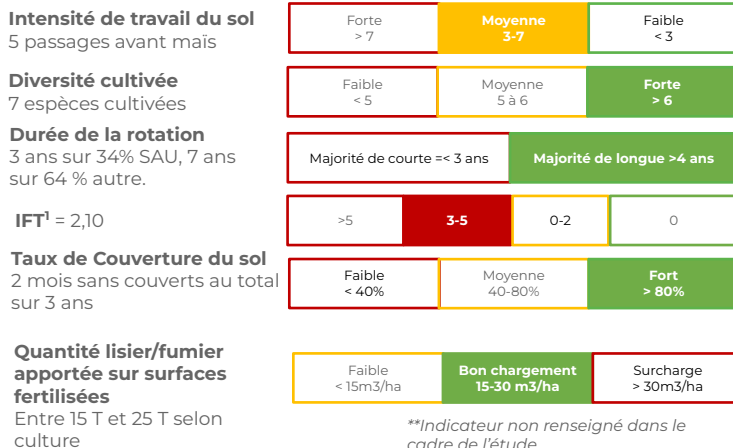 Intensité de travail du sol
5 passages avant maïs
Forte
> 7
Moyenne
3-7
Faible
< 3
Diversité cultivée
7 espèces cultivées
Faible
< 5
Moyenne
5 à 6
Forte
> 6
Durée de la rotation
3 ans sur 34% SAU, 7 ans
sur 64 % autre.
Majorité de courte =< 3 ans
Majorité de longue >4 ans
IFT¹ = 2,10
>5
3-5
0-2
0
Taux de Couverture du sol
2 mois sans couverts au total
sur 3 ans
Faible
< 40%
Moyenne
40-80%
Fort
> 80%
Quantité lisier/fumier
apportée sur surfaces
fertilisées
Entre 15 T et 25 T selon
culture
Faible
< 15m3/ha
Bon chargement
15-30 m3/ha
Surcharge
> 30m3/ha
**Indicateur non renseigné dans le
cadre de l'étude